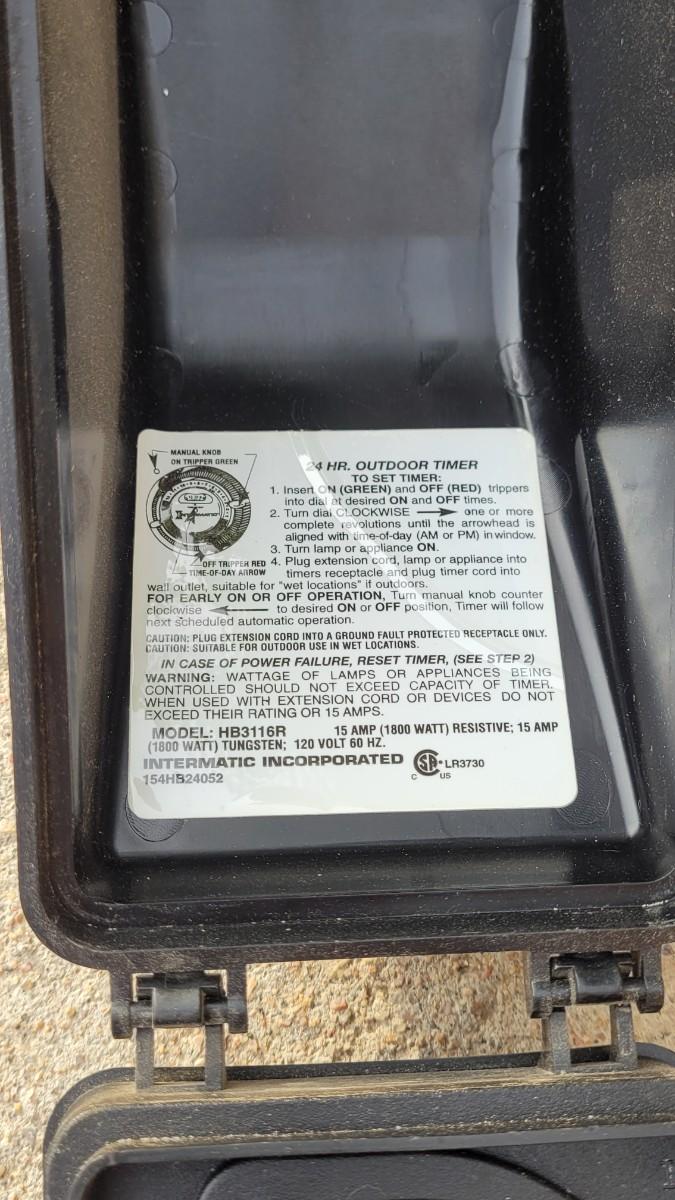 MANUAL KNOB
ON TRIPPER GREEN
INTERMATIC
OFF TRIPPER RED
TIME-OF-DAY ARROW
24 HR. OUTDOOR TIMER
TO SET TIMER:
1. Insert ON (GREEN) and OFF (RED) trippers
into dial at desired ON and OFF times.
2. Turn dial CLOCKWISE → one or more
complete revolutions until the arrowhead is
aligned with time-of-day (AM or PM) in window.
3. Turn lamp or appliance ON.
4. Plug extension cord, lamp or appliance into
timers receptacle and plug timer cord into
wall outlet, suitable for "wet locations" if outdoors.
FOR EARLY ON OR OFF OPERATION, Turn manual knob counter
clockwise ← to desired ON or OFF position, Timer will follow
next scheduled automatic operation.
CAUTION: PLUG EXTENSION CORD INTO A GROUND FAULT PROTECTED RECEPTACLE ONLY.
CAUTION: SUITABLE FOR OUTDOOR USE IN WET LOCATIONS.
IN CASE OF POWER FAILURE, RESET TIMER, (SEE STEP 2)
WARNING: WATTAGE OF LAMPS OR APPLIANCES BEING
CONTROLLED SHOULD NOT EXCEED CAPACITY OF TIMER.
WHEN USED WITH EXTENSION CORD OR DEVICES DO NOT
EXCEED THEIR RATING OR 15 AMPS.
MODEL: HB3116R 15 AMP (1800 WATT) RESISTIVE; 15 AMP
(1800 WATT) TUNGSTEN; 120 VOLT 60 HZ.
INTERMATIC INCORPORATED C SA® US LR3730
154HB24052